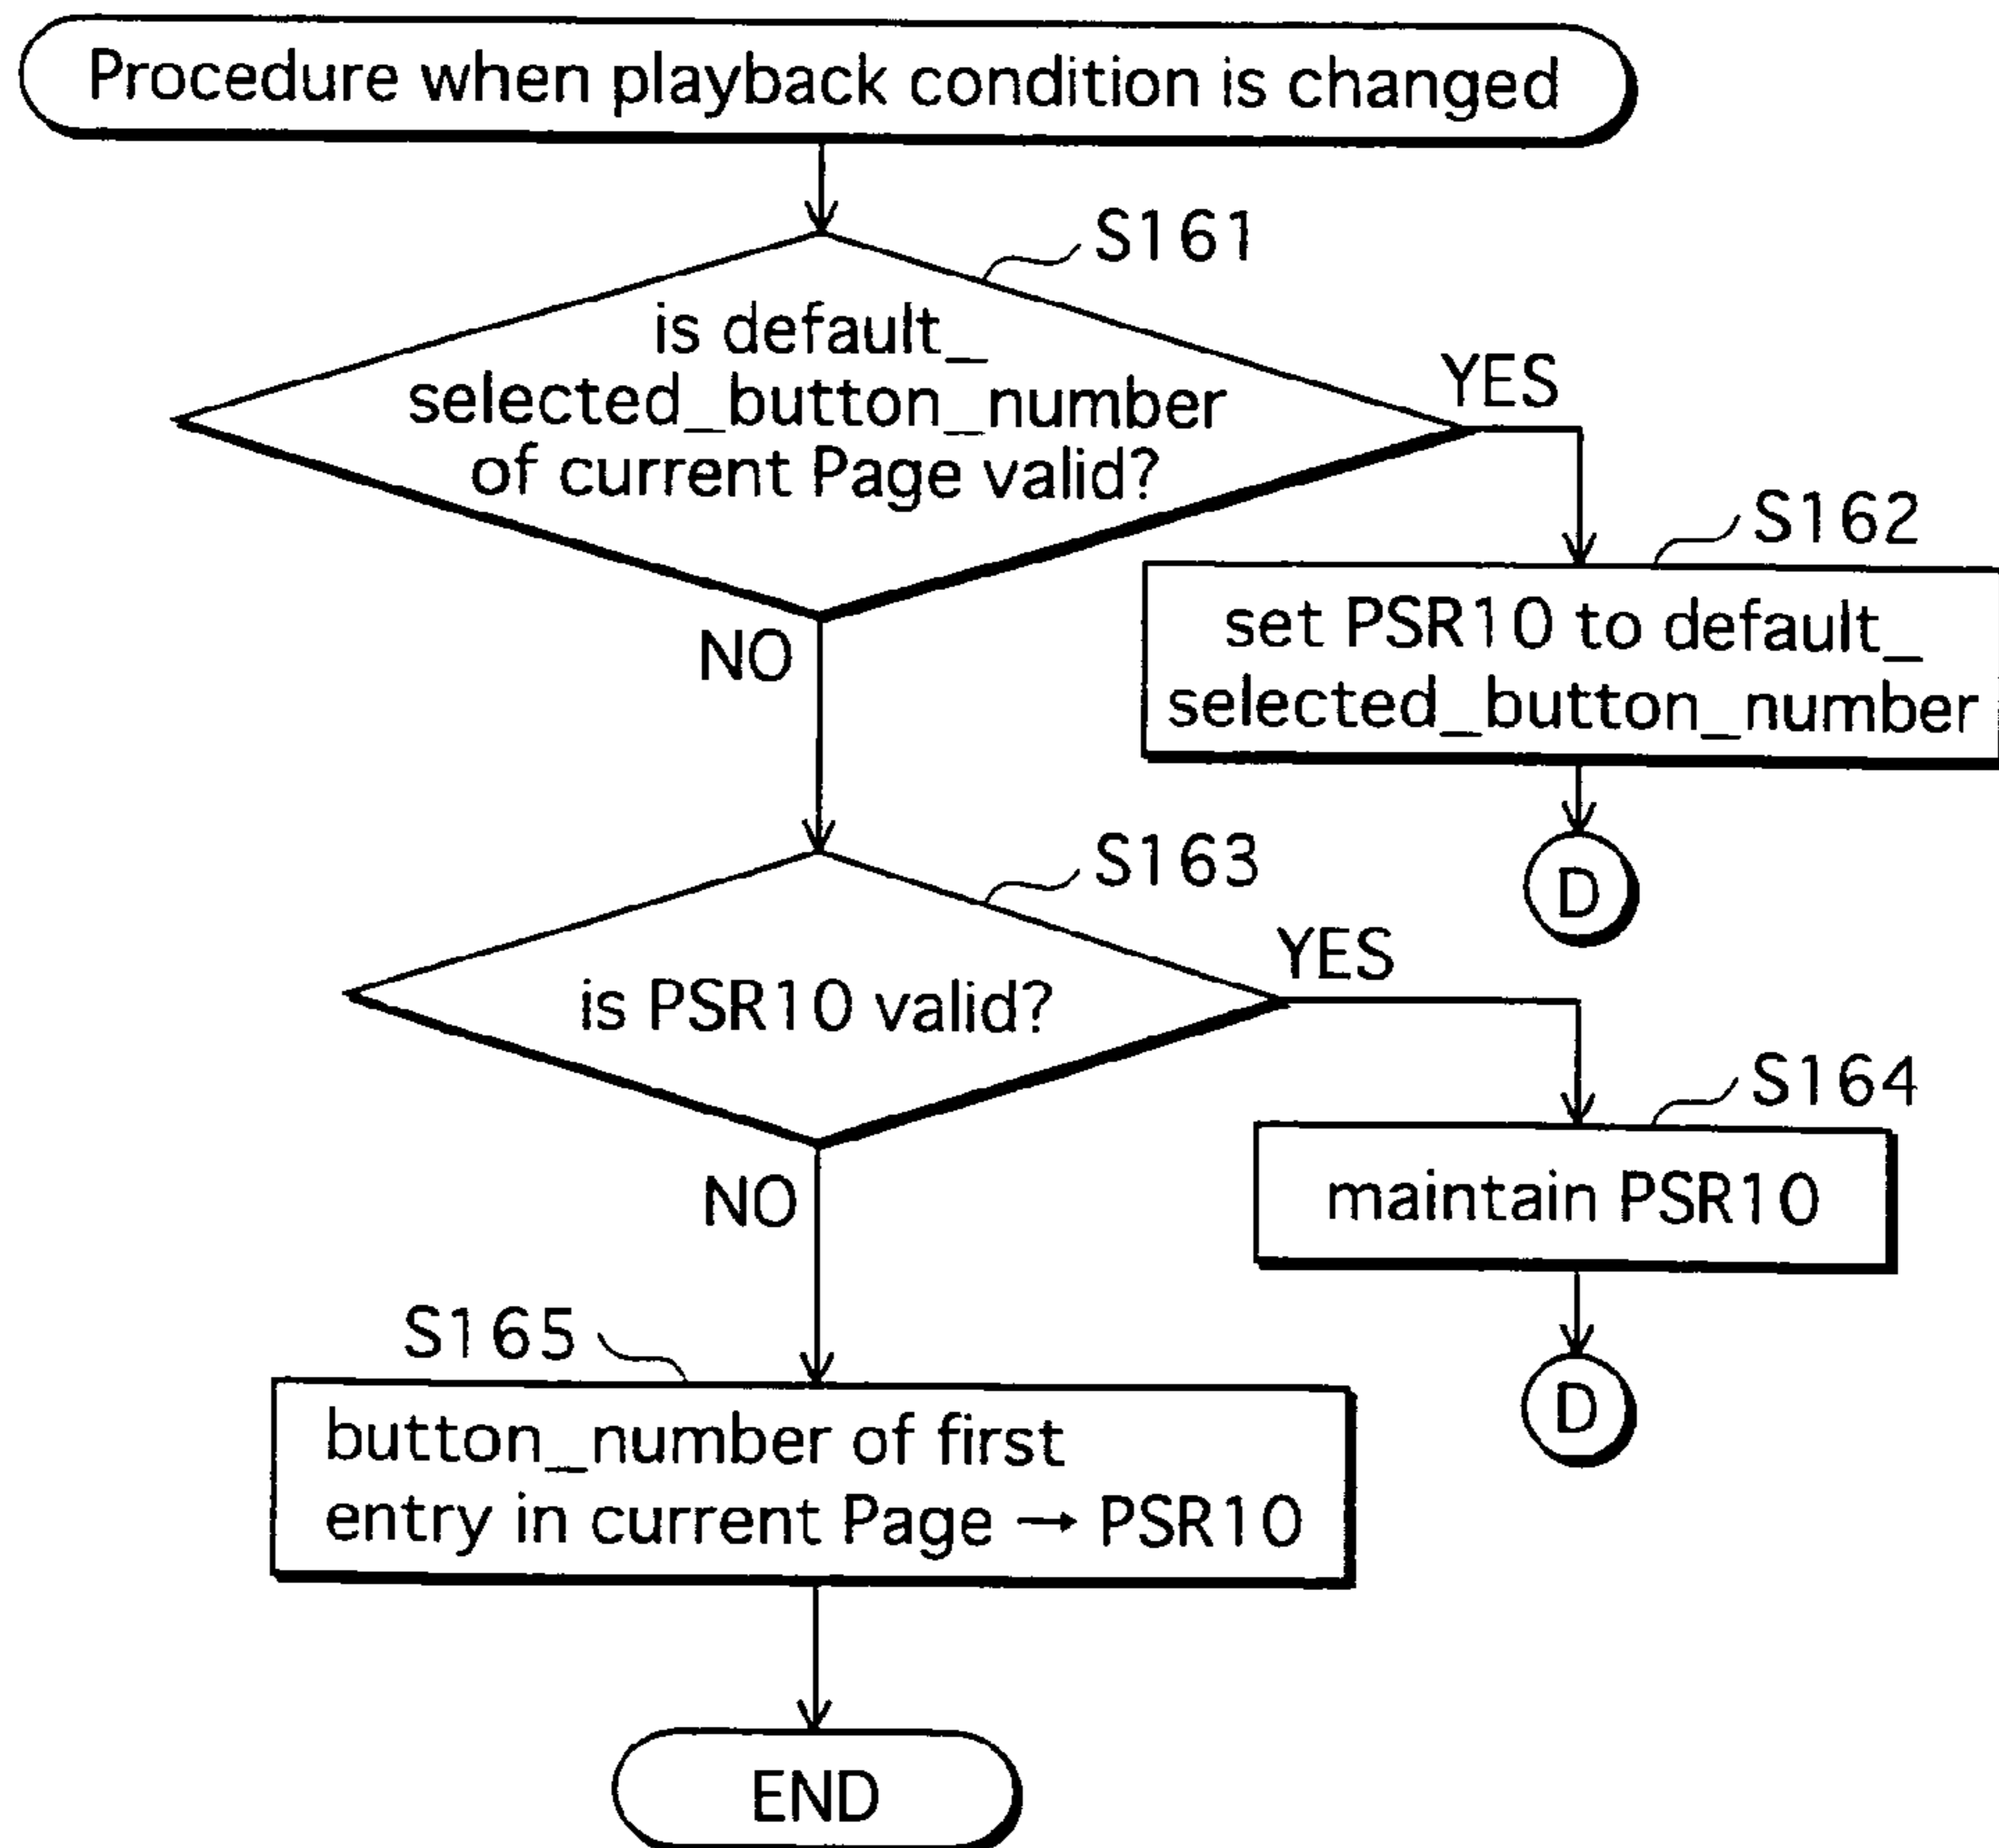 Procedure when playback condition is changed
S161
is default_
selected_button_number
of current Page valid?
YES
S162
set PSR10 to default_
selected_button_number
NO
D
S163
is PSR10 valid?
YES
S164
maintain PSR10
NO
D
S165
button_number of first
entry in current Page → PSR10
END